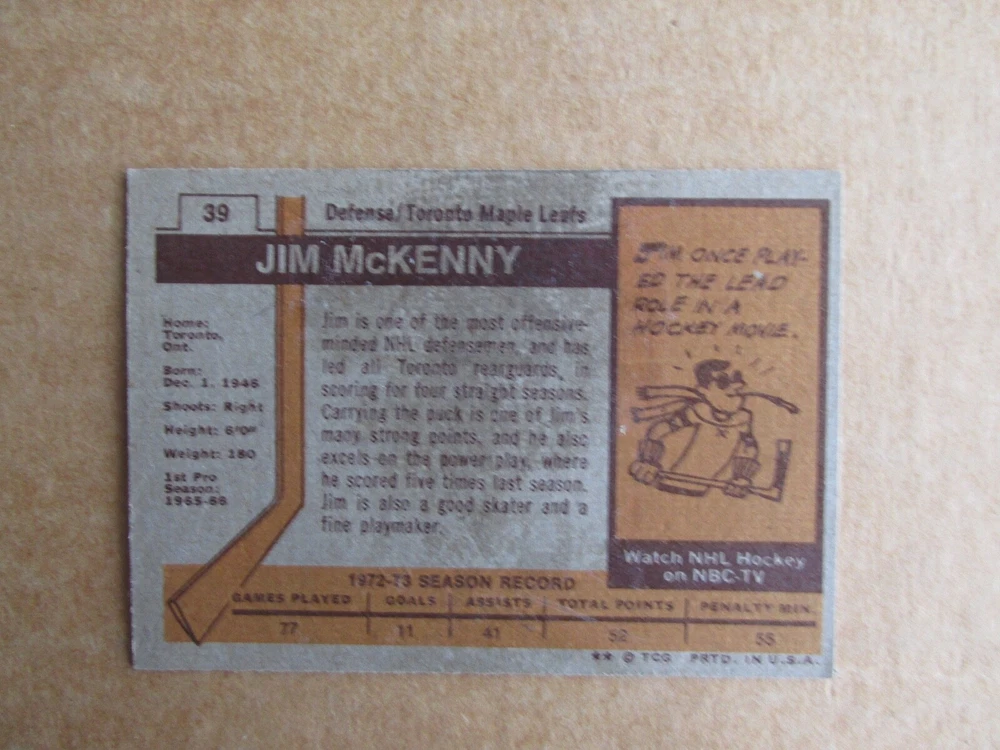 39
Defense/Toronto Maple Leafs
JIM McKENNY
Home:
Toronto,
Ont.
Born:
Dec. 1, 1946
Shoots: Right
Height: 6'0"
Weight: 180
1st Pro
Season:
1965-66
Jim is one of the most offensive-
minded NHL defensemen, and has
led all Toronto rearguards in
scoring for four straight seasons.
Carrying the puck is one of Jim's
many strong points, and he also
excels on the power play, where
he scored five times last season.
Jim is also a good skater and a
fine playmaker.
JIM ONCE PLAY-
ED THE LEAD
ROLE IN A
HOCKEY MOVIE.
Watch NHL Hockey
on NBC-TV
1972-73 SEASON RECORD
GAMES PLAYED GOALS ASSISTS TOTAL POINTS PENALTY MIN.
77 11 41 52 55
** © TCG PRTD. IN U.S.A.